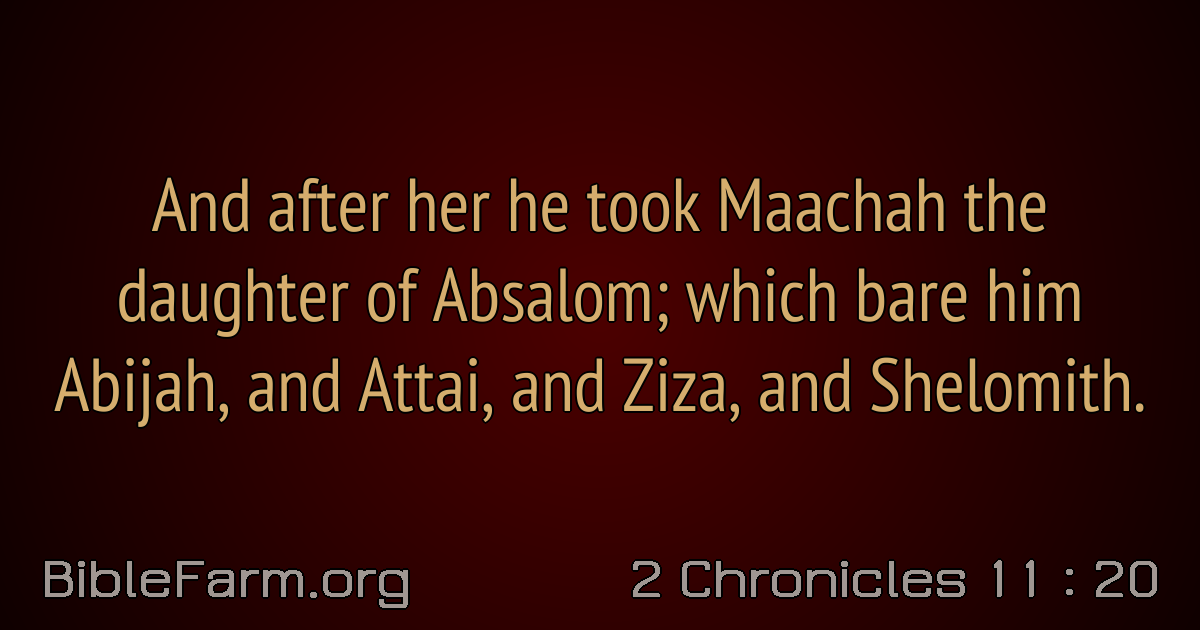 And after her he took Maachah the
daughter of Absalom; which bare him
Abijah, and Attai, and Ziza, and Shelomith.
BibleFarm.org
2 Chronicles 11 : 20